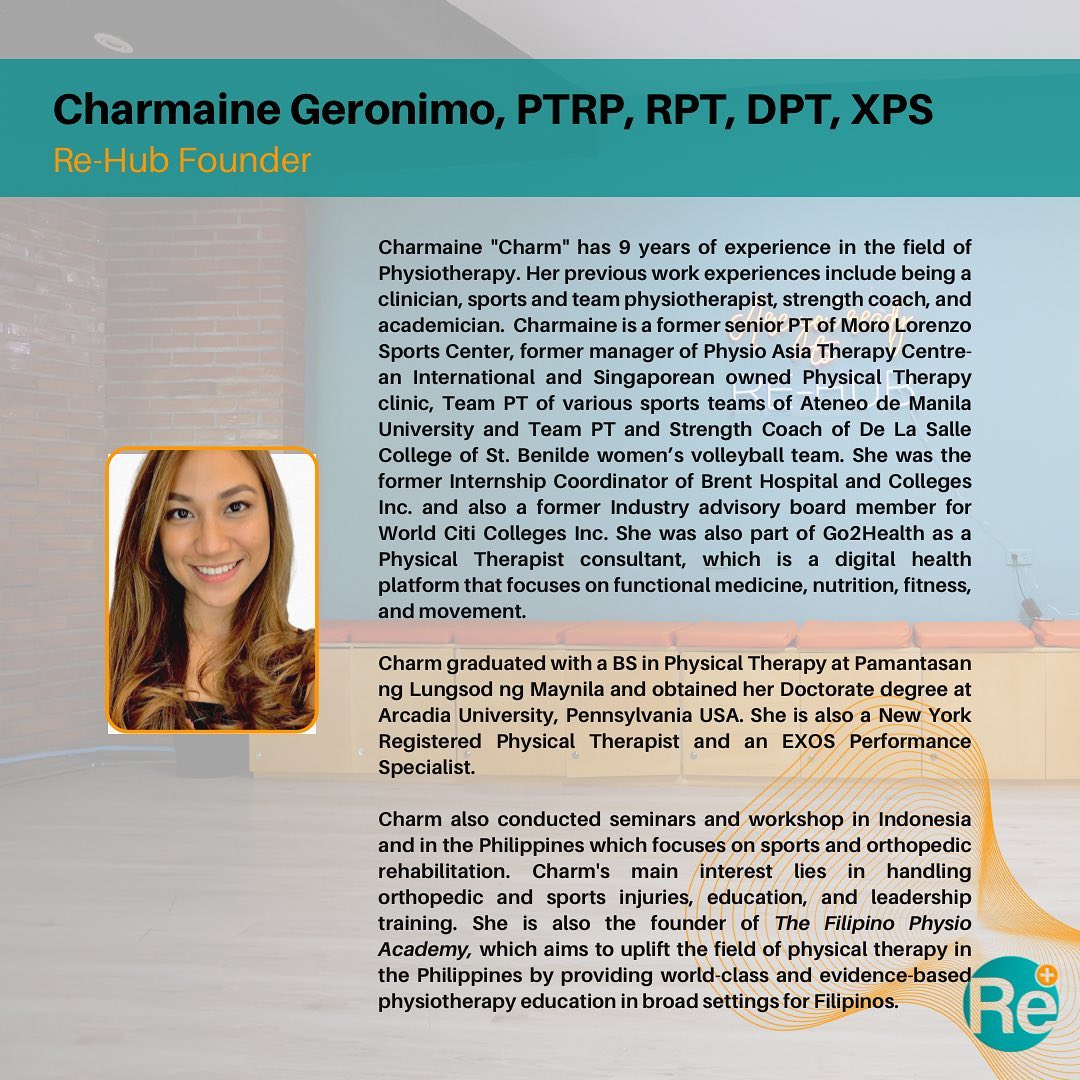 Charmaine Geronimo, PTRP, RPT, DPT, XPS
Re-Hub Founder
Charmaine "Charm" has 9 years of experience in the field of
Physiotherapy. Her previous work experiences include being a
clinician, sports and team physiotherapist, strength coach, and
academician. Charmaine is a former senior PT of Moro Lorenzo
Sports Center, former manager of Physio Asia Therapy Centre-
an International and Singaporean owned Physical Therapy
clinic, Team PT of various sports teams of Ateneo de Manila
University and Team PT and Strength Coach of De La Salle
College of St. Benilde women’s volleyball team. She was the
former Internship Coordinator of Brent Hospital and Colleges
Inc. and also a former Industry advisory board member for
World Citi Colleges Inc. She was also part of Go2Health as a
Physical Therapist consultant, which is a digital health
platform that focuses on functional medicine, nutrition, fitness,
and movement.
Charm graduated with a BS in Physical Therapy at Pamantasan
ng Lungsod ng Maynila and obtained her Doctorate degree at
Arcadia University, Pennsylvania USA. She is also a New York
Registered Physical Therapist and an EXOS Performance
Specialist.
Charm also conducted seminars and workshop in Indonesia
and in the Philippines which focuses on sports and orthopedic
rehabilitation. Charm's main interest lies in handling
orthopedic and sports injuries, education, and leadership
training. She is also the founder of The Filipino Physio
Academy, which aims to uplift the field of physical therapy in
the Philippines by providing world-class and evidence-based
physiotherapy education in broad settings for Filipinos.
Re+